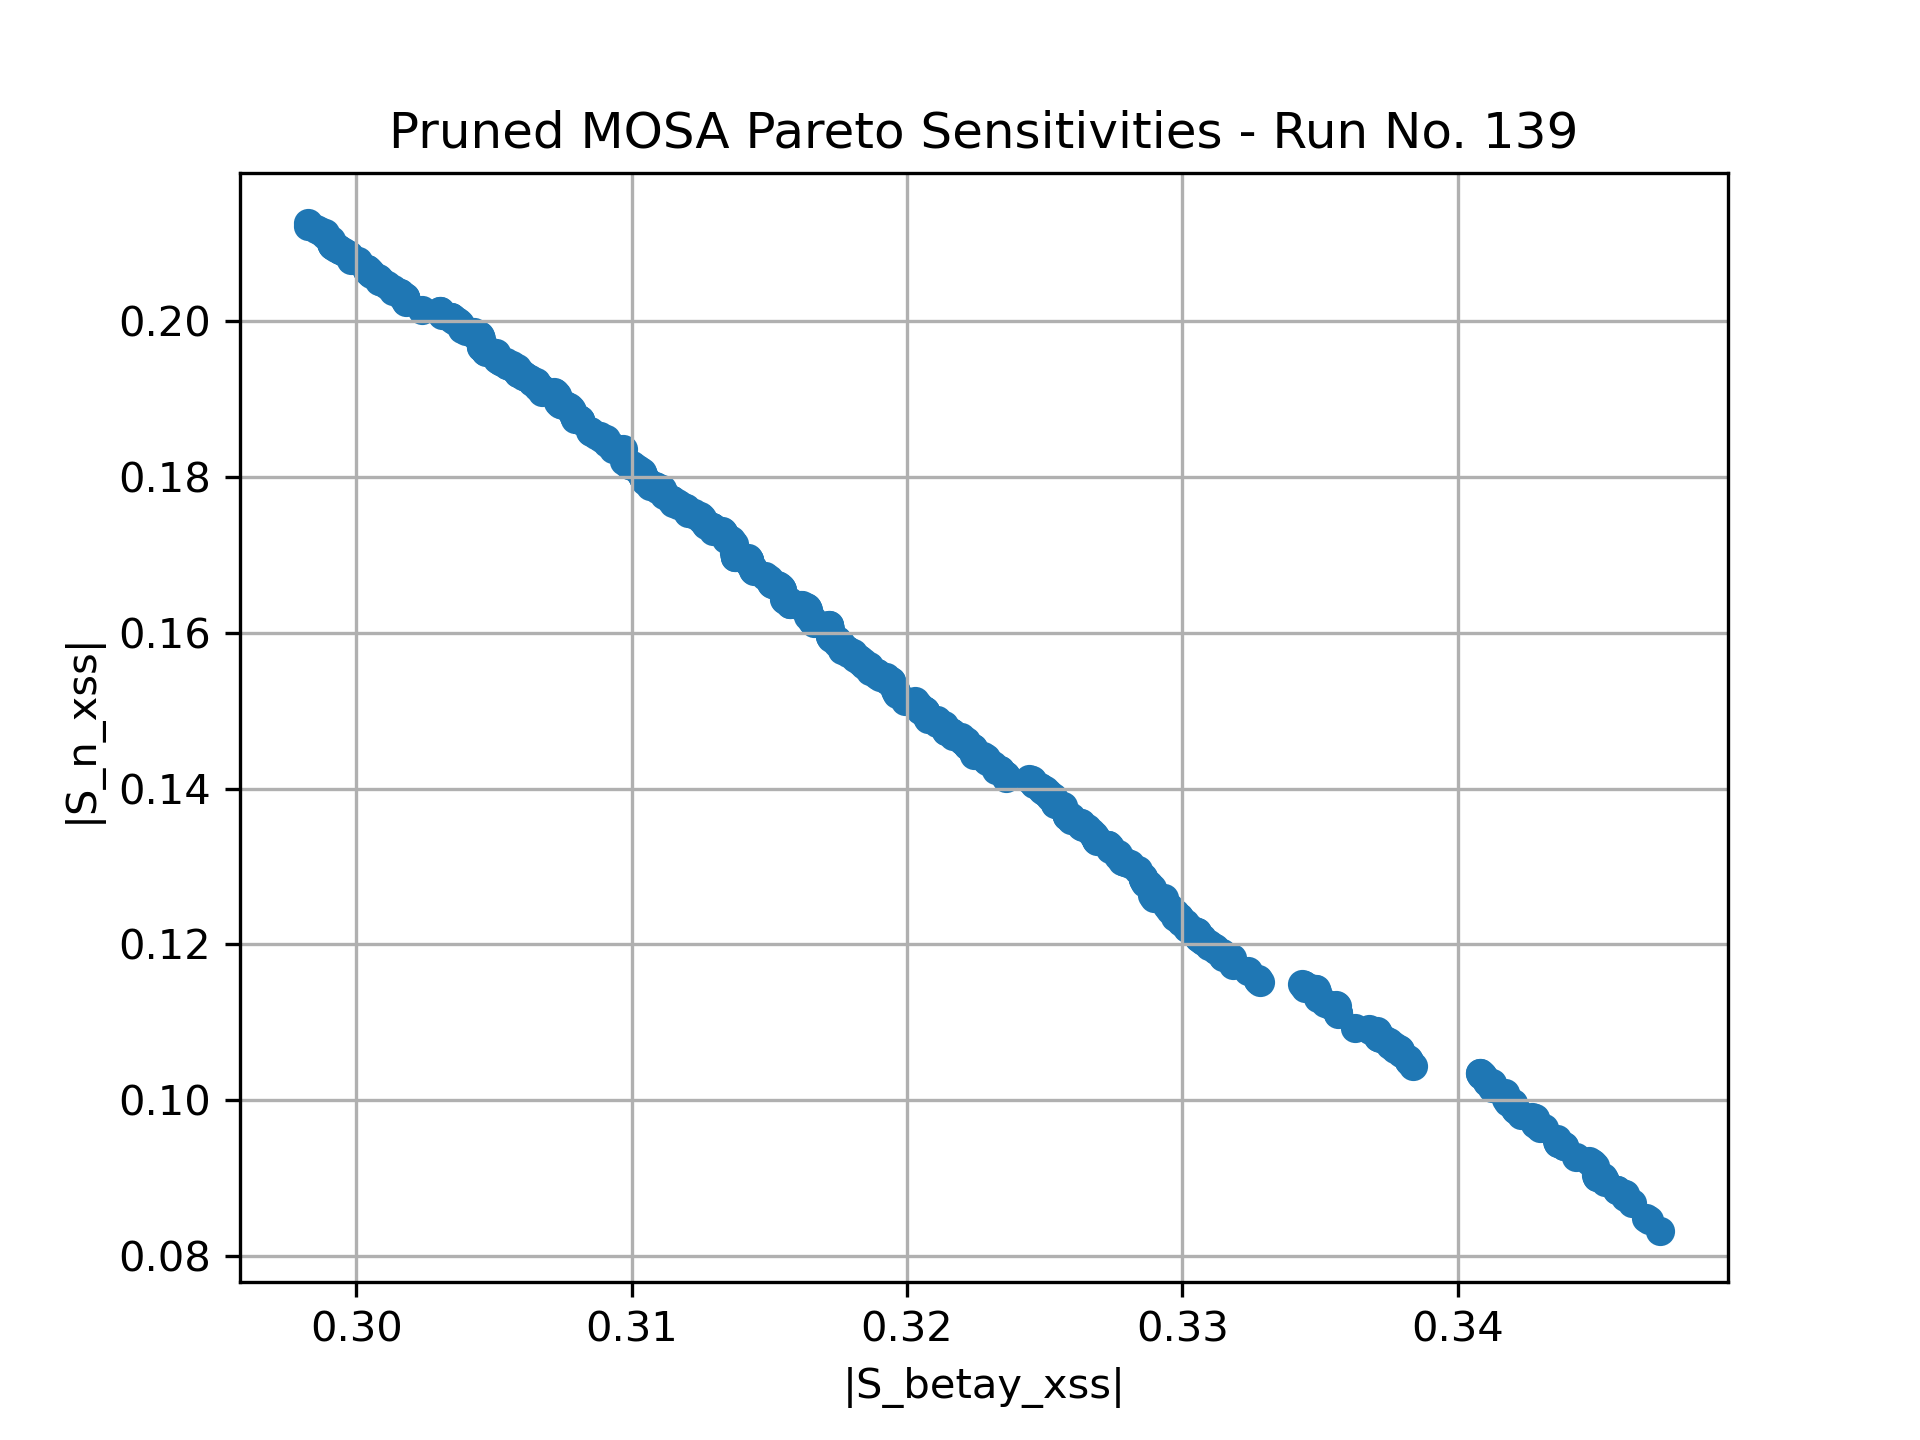 Pruned MOSA Pareto Sensitivities - Run No. 139
|S_n_xss|
0.20
0.18
0.16
0.14
0.12
0.10
0.08
0.30 0.31 0.32 0.33 0.34
|S_betay_xss|